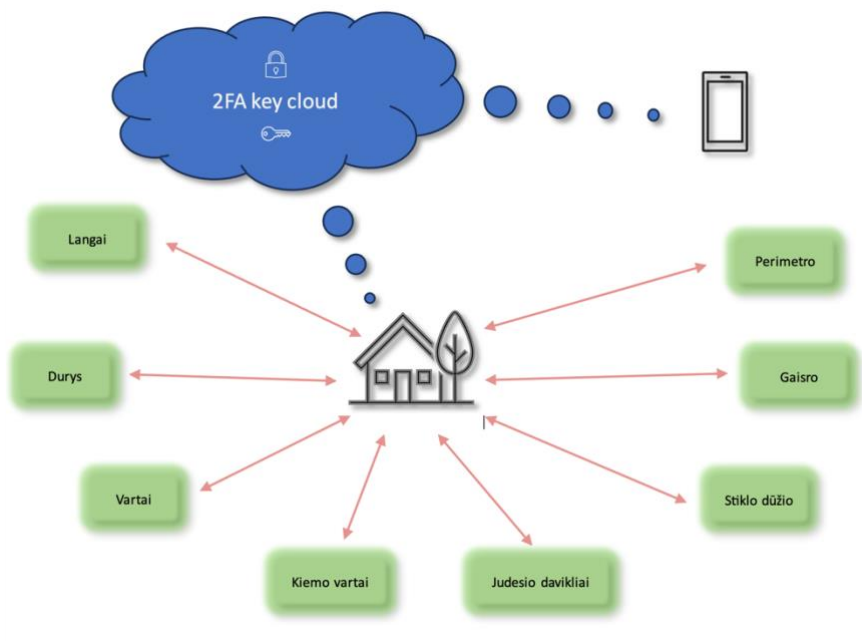 2FA key cloud
Langai
Perimetro
Durys
Gaisro
Vartai
Stiklo dūžio
Kiemo vartai
Judesio davikliai